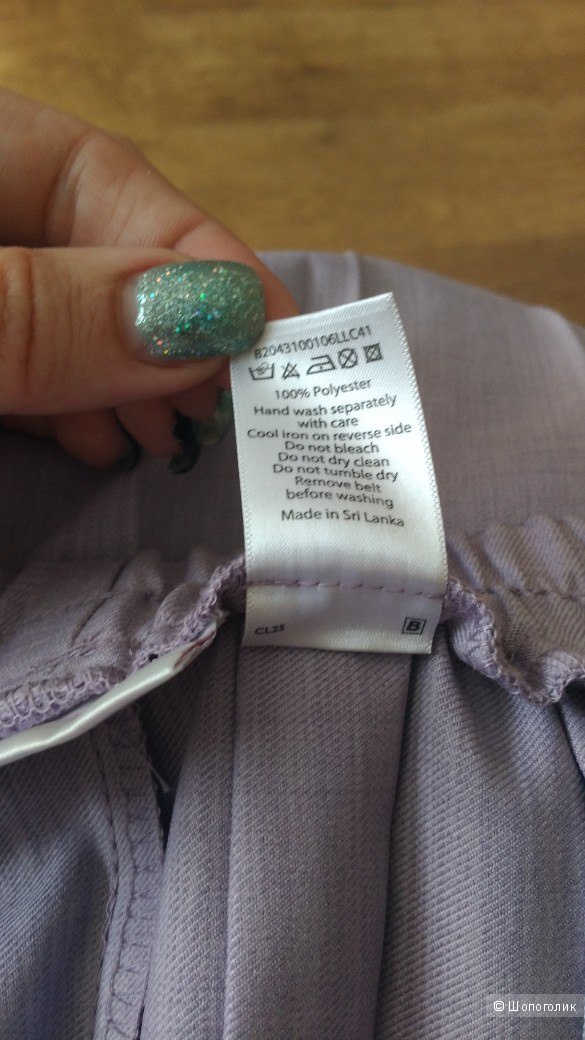 B2043100106LLC41
100% Polyester
Hand wash separately
with care
Cool iron on reverse side
Do not bleach
Do not dry clean
Do not tumble dry
Remove belt
before washing
Made in Sri Lanka
CL25
B
© Шопоголик